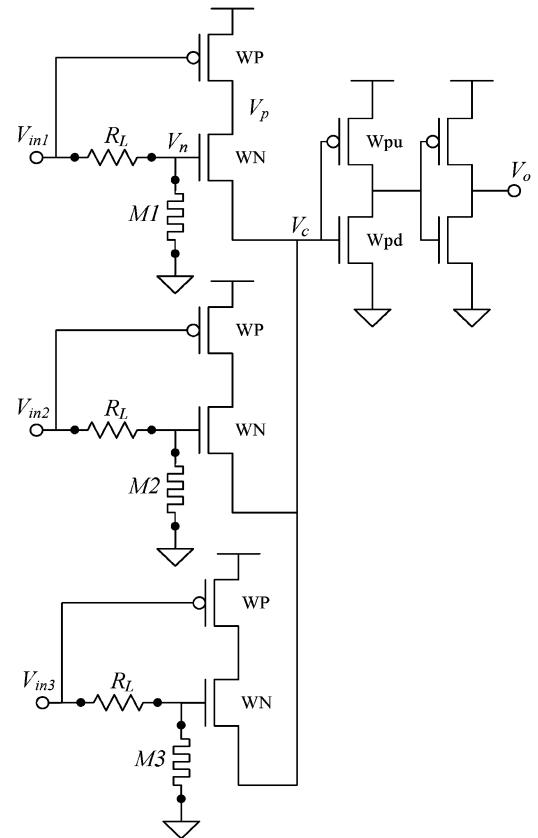 WP
V_p
V_in1
R_L
V_n
WN
M1
V_c
Wpu
Wpd
V_o
WP
V_in2
R_L
WN
M2
WP
V_in3
R_L
WN
M3